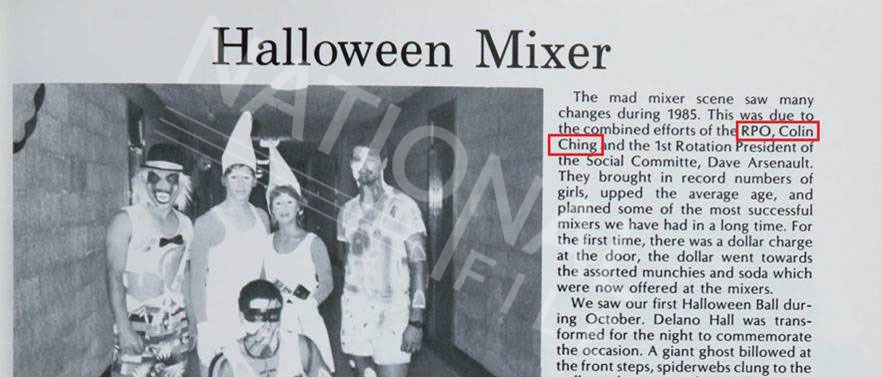 Halloween Mixer
The mad mixer scene saw many
changes during 1985. This was due to
the combined efforts of the RPO, Colin
Ching and the 1st Rotation President of
the Social Committe, Dave Arsenault.
They brought in record numbers of
girls, upped the average age, and
planned some of the most successful
mixers we have had in a long time. For
the first time, there was a dollar charge
at the door, the dollar went towards
the assorted munchies and soda which
were now offered at the mixers.
We saw our first Halloween Ball dur-
ing October. Delano Hall was trans-
formed for the night to commemorate
the occasion. A giant ghost billowed at
the front steps, spiderwebs clung to the
NATIONA
FIL